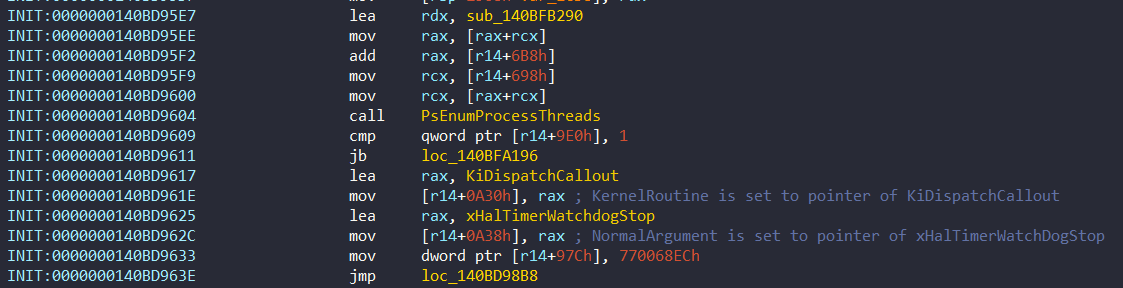 INIT:0000000140BD95E7 lea rdx, sub_140BFB290
INIT:0000000140BD95EE mov rax, [rax+rcx]
INIT:0000000140BD95F2 add rax, [r14+6B8h]
INIT:0000000140BD95F9 mov rcx, [r14+698h]
INIT:0000000140BD9600 mov rcx, [rax+rcx]
INIT:0000000140BD9604 call PsEnumProcessThreads
INIT:0000000140BD9609 cmp qword ptr [r14+9E0h], 1
INIT:0000000140BD9611 jb loc_140BFA196
INIT:0000000140BD9617 lea rax, KiDispatchCallout
INIT:0000000140BD961E mov [r14+0A30h], rax ; KernelRoutine is set to pointer of KiDispatchCallout
INIT:0000000140BD9625 lea rax, xHalTimerWatchdogStop
INIT:0000000140BD962C mov [r14+0A38h], rax ; NormalArgument is set to pointer of xHalTimerWatchDogStop
INIT:0000000140BD9633 mov dword ptr [r14+97Ch], 770068ECh
INIT:0000000140BD963E jmp loc_140BD98B8